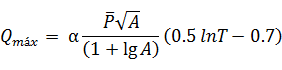 Q_máx = α (P̄√A)/(1 + lg A) (0.5 lnT − 0.7)